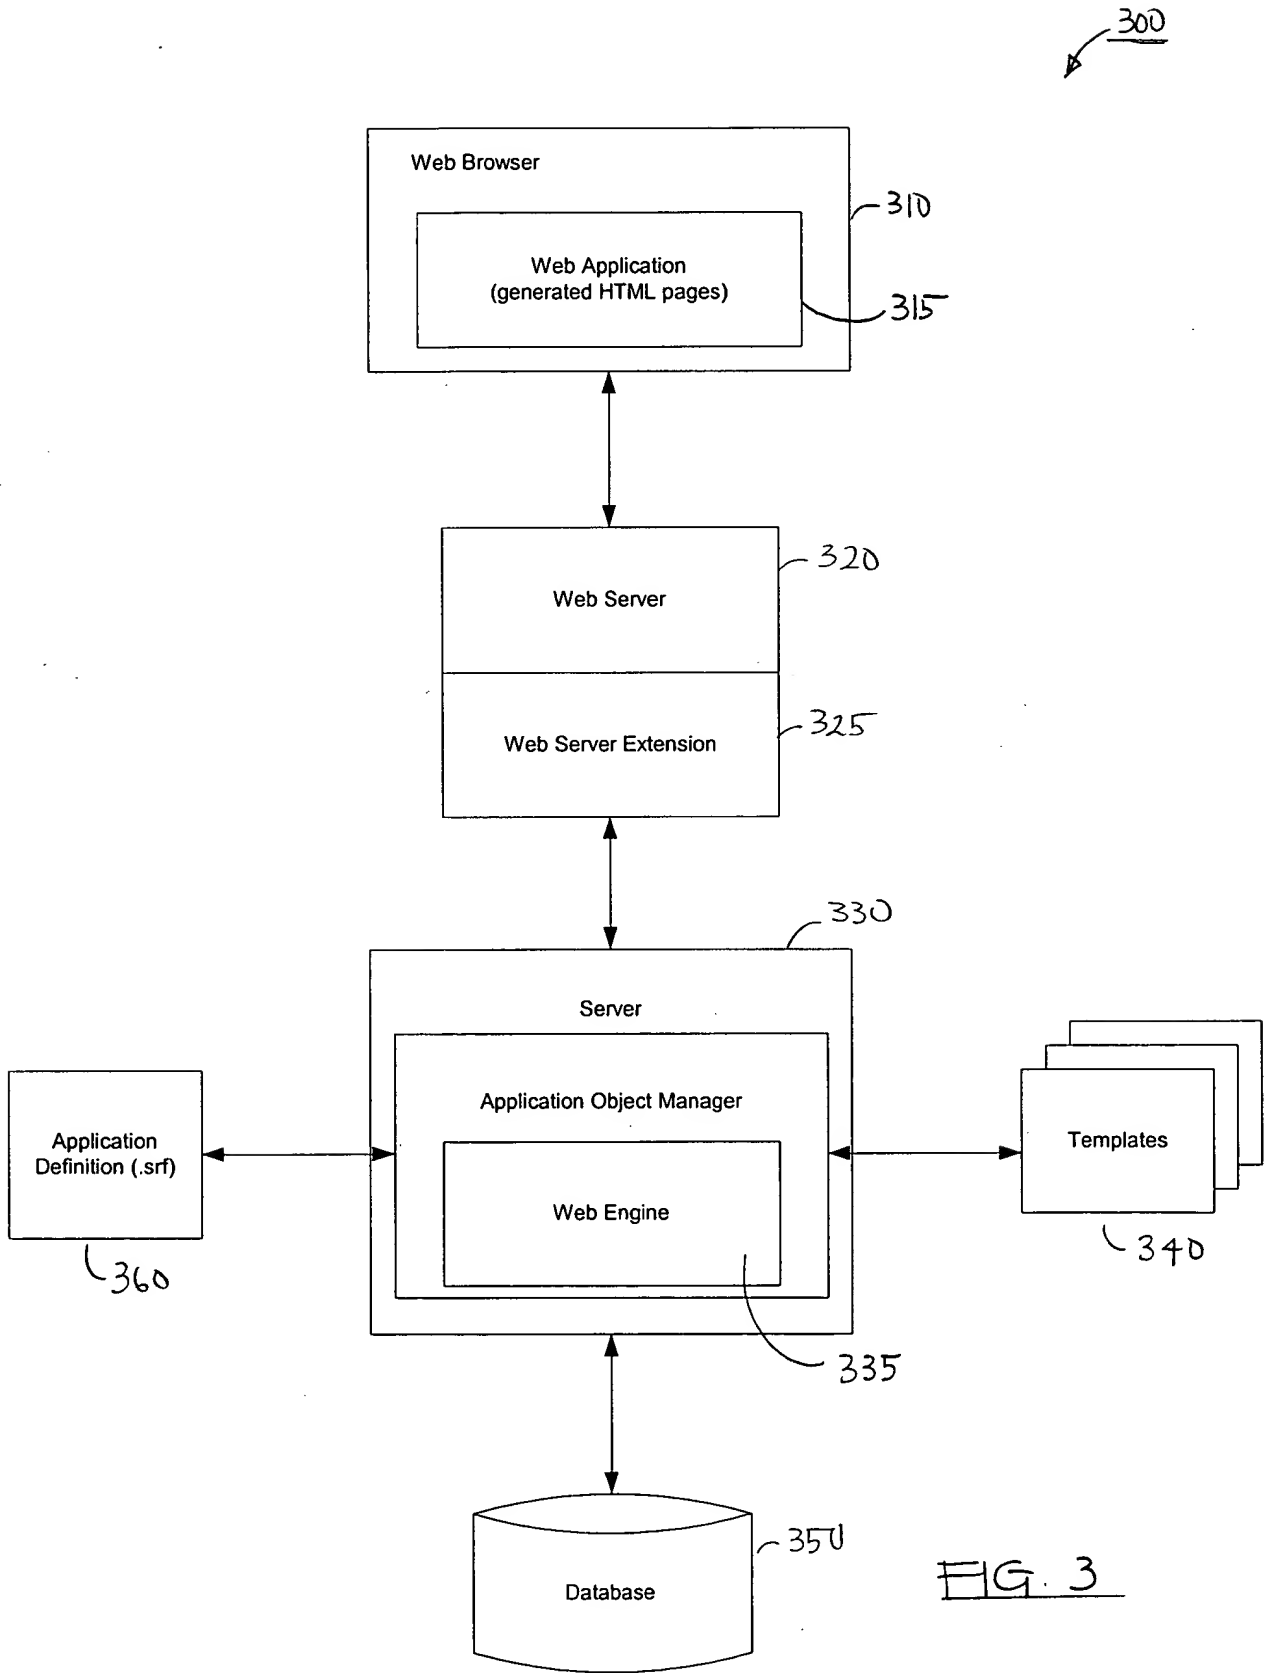 300
Web Browser
310
Web Application
(generated HTML pages)
315
320
Web Server
325
Web Server Extension
330
Server
Application Object Manager
Templates
Application
Definition (.srf)
Web Engine
340
360
335
350
Database
FIG. 3